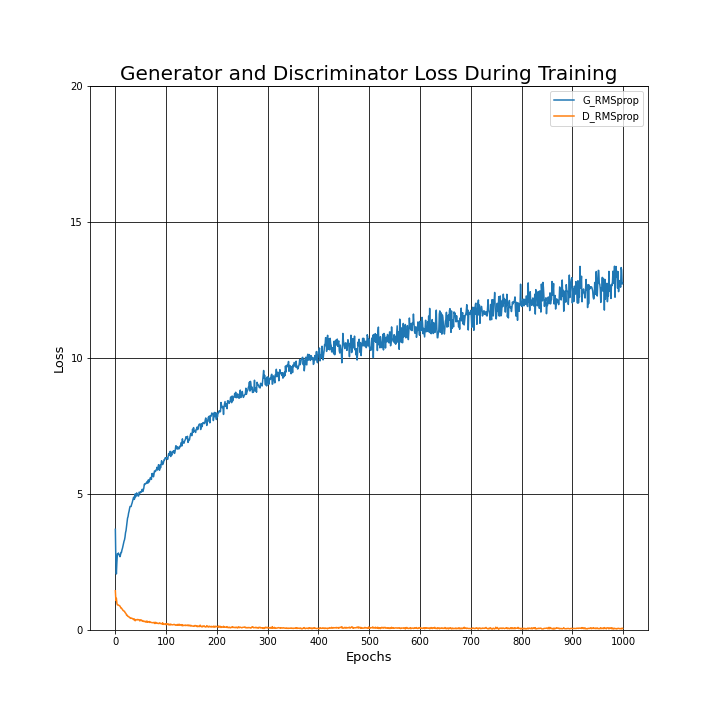 Generator and Discriminator Loss During Training
G_RMSprop
D_RMSprop
20
15
10
5
0
Loss
0 100 200 300 400 500 600 700 800 900 1000
Epochs